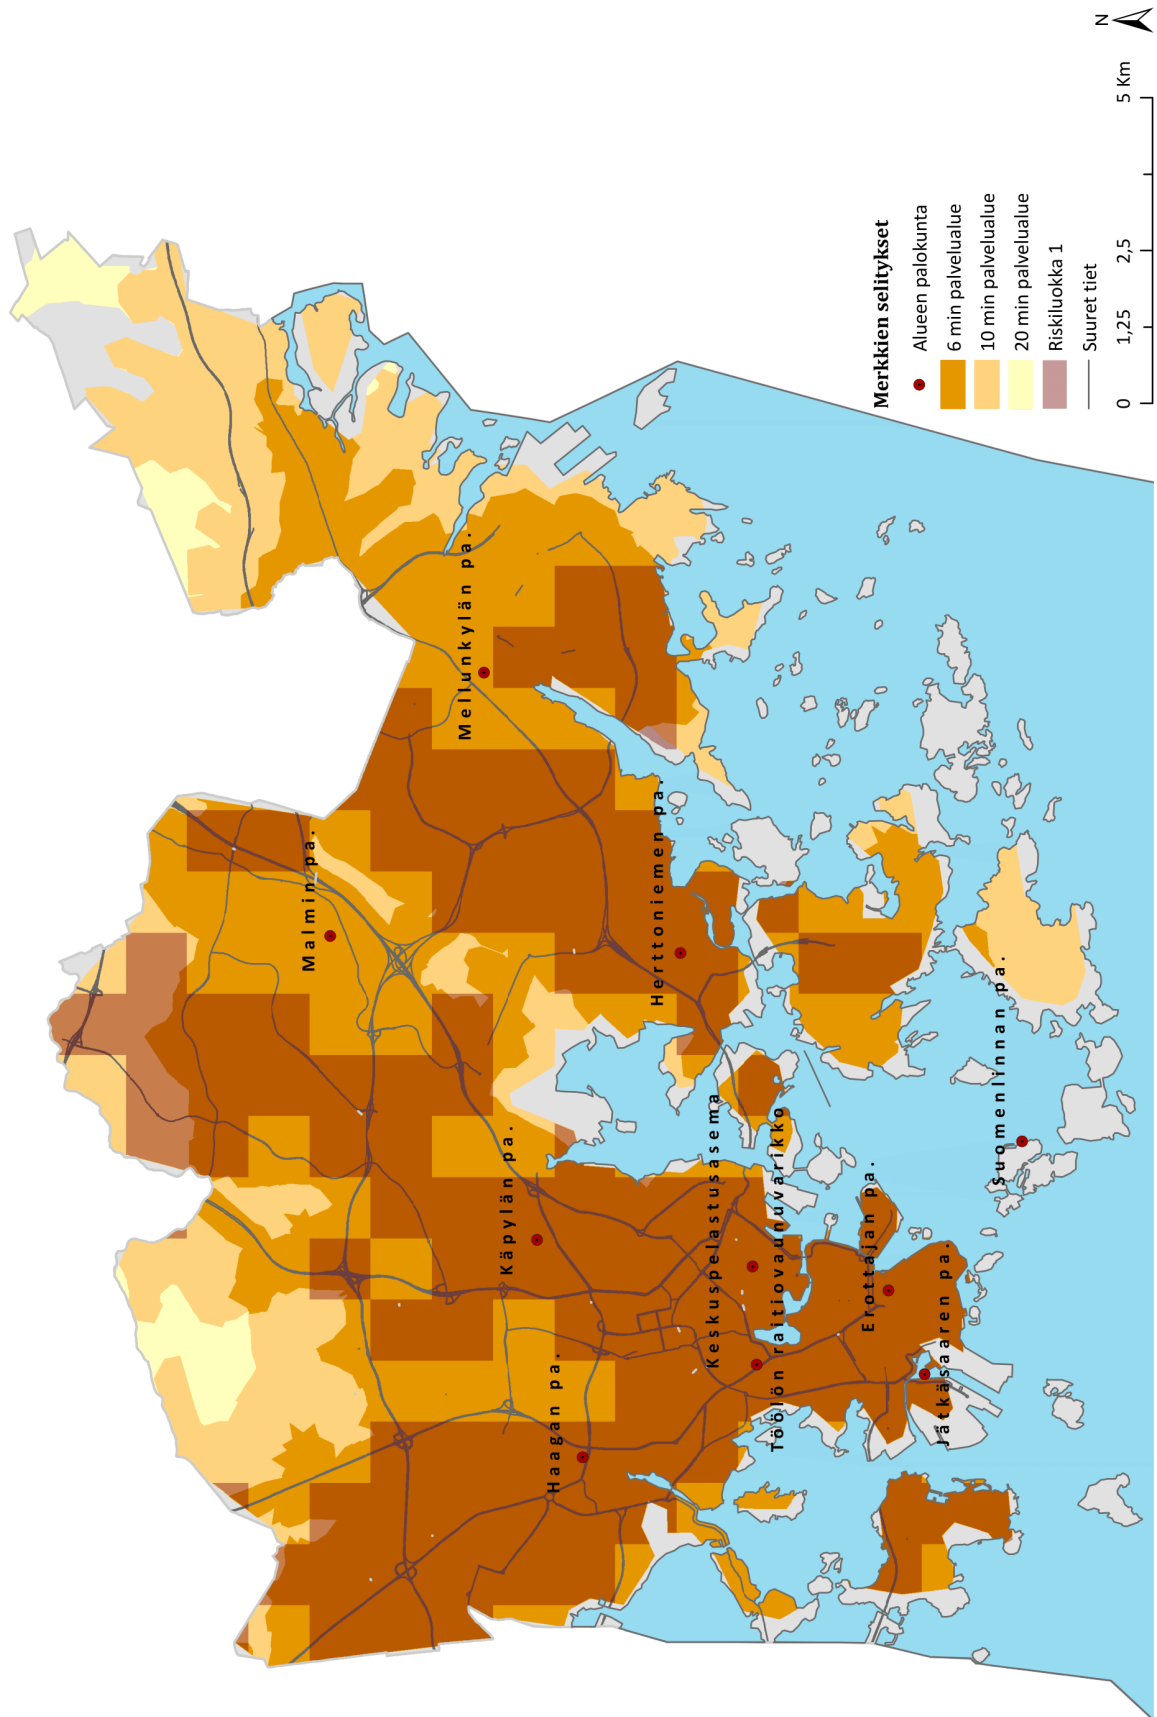 Malmin pa.
Mellunkylän pa.
Käpylän pa.
Haagan pa.
Herttoniemen pa.
Keskuspelastusasema
Töölön raitiovaunuvarikko
Erottajan pa.
Jätkäsaaren pa.
Suomenlinnan pa.
Merkkien selitykset
Alueen palokunta
6 min palvelualue
10 min palvelualue
20 min palvelualue
Riskiluokka 1
Suuret tiet
0 1,25 2,5 5 Km
N